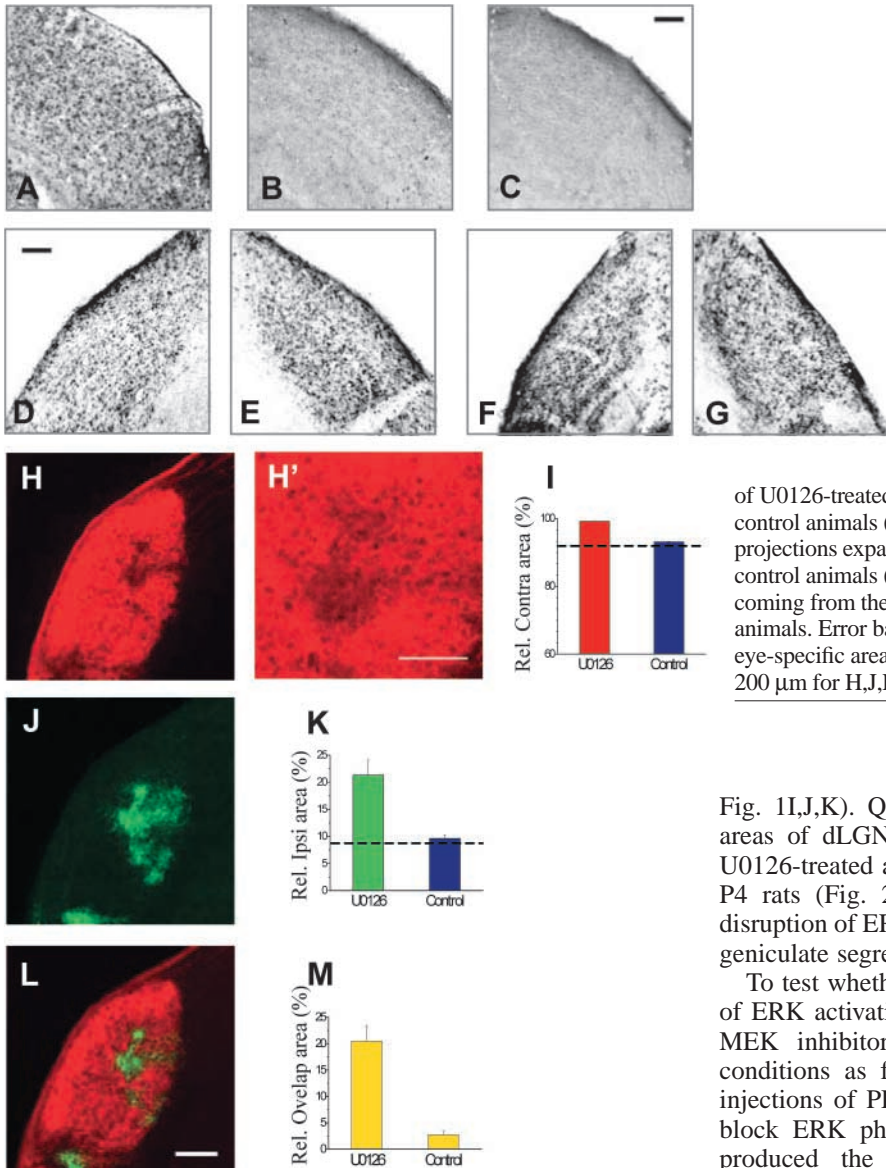 A
B
C
D
E
F
G
H
H'
I
Rel. Contra area (%)
100
80
60
U0126
Control
of U0126-treated
control animals (
projections expa
control animals (
coming from the
animals. Error ba
eye-specific area
200 μm for H,J,
J
K
Rel. Ipsi area (%)
25
20
15
10
5
0
U0126
Control
L
M
Rel. Ovelap area (%)
25
20
15
10
5
0
U0126
Control
Fig. 1I,J,K). Q
areas of dLGN
U0126-treated a
P4 rats (Fig. 2
disruption of E
geniculate segre
To test wheth
of ERK activati
MEK inhibitor
conditions as f
injections of P
block ERK ph
produced the